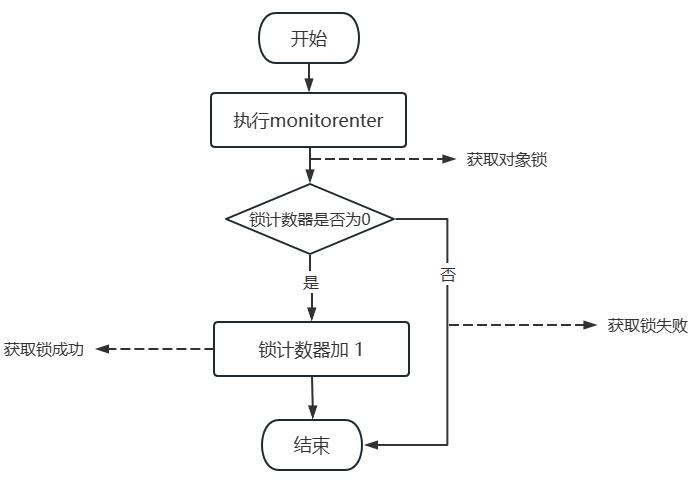 开始
执行monitorenter
获取对象锁
锁计数器是否为0
是
否
获取锁失败
获取锁成功
锁计数器加 1
结束